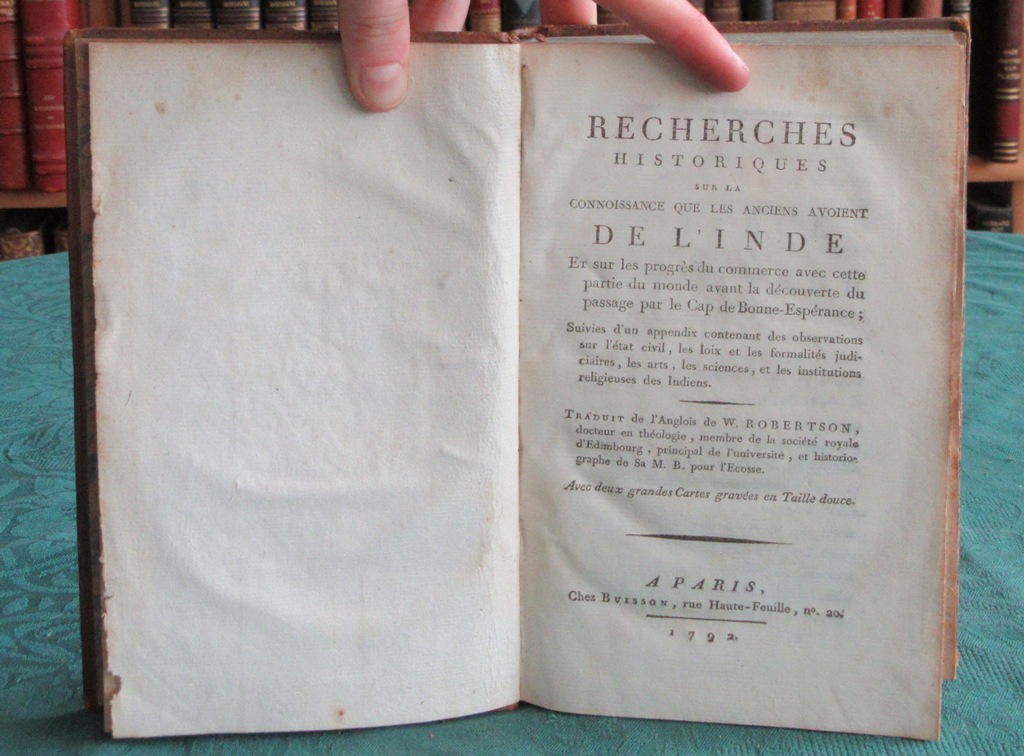 RECHERCHES
HISTORIQUES
SUR LA
CONNOISSANCE QUE LES ANCIENS AVOIENT
DE L'INDE
Et sur les progrès du commerce avec cette
partie du monde avant la découverte du
passage par le Cap de Bonne-Espérance;
Suivies d'un appendix contenant des observations
sur l'état civil, les loix et les formalités judi-
ciaires, les arts, les sciences, et les institutions
religieuses des Indiens.
TRADUIT de l'Anglois de W. ROBERTSON,
docteur en théologie, membre de la société royale
d'Edimbourg, principal de l'université, et historio-
graphe de Sa M. B. pour l'Ecosse.
Avec deux grandes Cartes gravées en Taille douce.
A PARIS,
Chez BUISSON, rue Haute-Feuille, nº. 20.
1792.